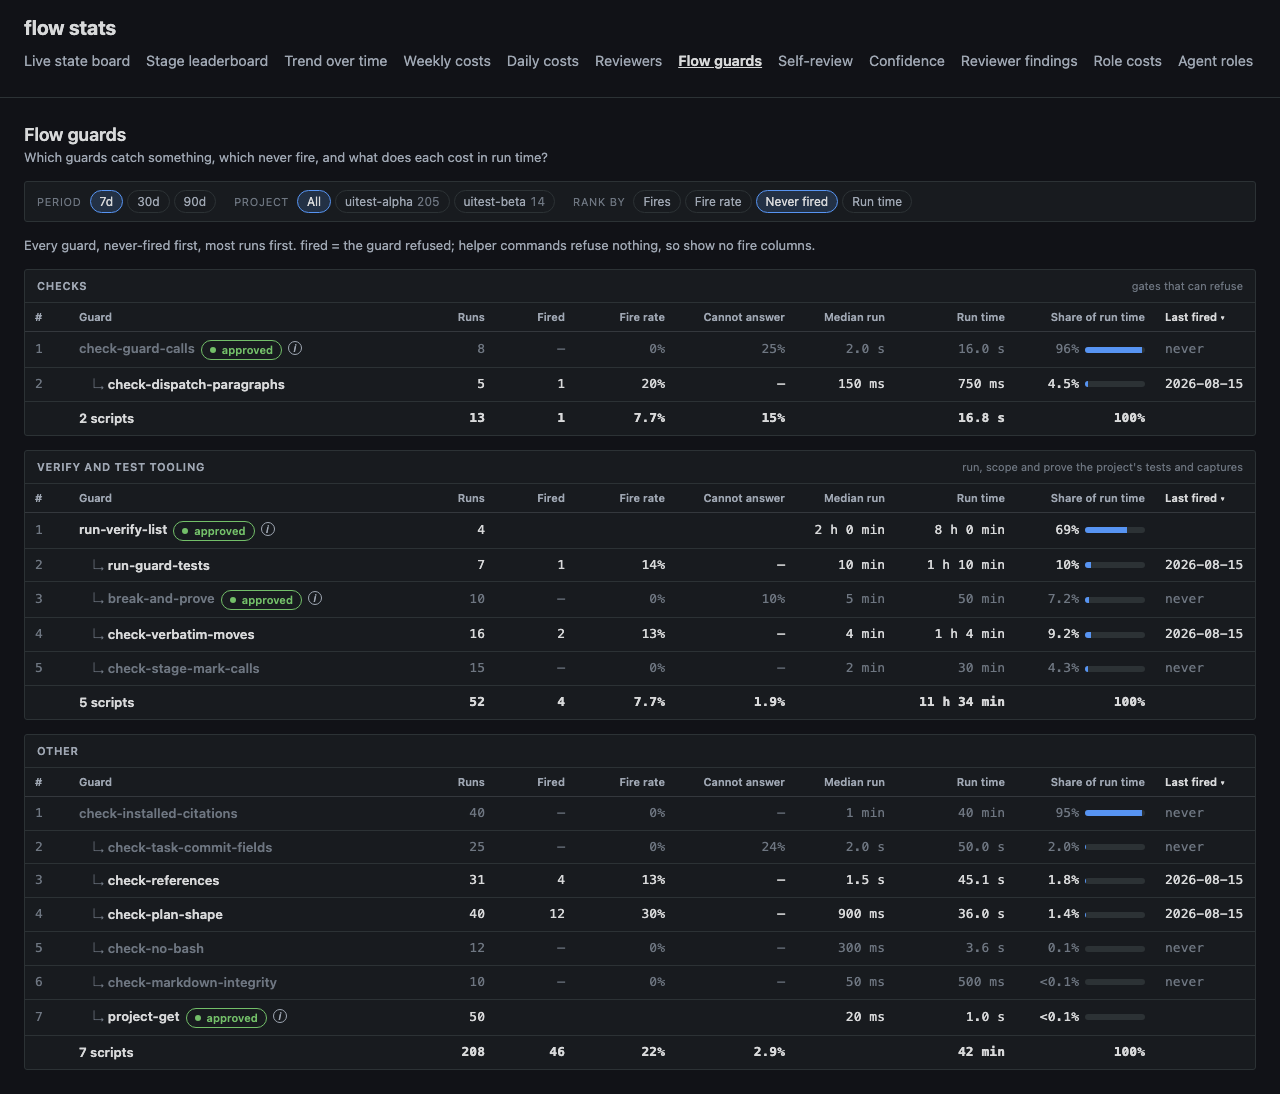 flow stats
Live state board Stage leaderboard Trend over time Weekly costs Daily costs Reviewers Flow guards Self-review Confidence Reviewer findings Role costs Agent roles
Flow guards
Which guards catch something, which never fire, and what does each cost in run time?
PERIOD 7d 30d 90d PROJECT All uitest-alpha 205 uitest-beta 14 RANK BY Fires Fire rate Never fired Run time
Every guard, never-fired first, most runs first. fired = the guard refused; helper commands refuse nothing, so show no fire columns.
CHECKS gates that can refuse
# Guard Runs Fired Fire rate Cannot answer Median run Run time Share of run time Last fired ▾
1 check-guard-calls ● approved i 8 — 0% 25% 2.0 s 16.0 s 96% never
2 check-dispatch-paragraphs 5 1 20% — 150 ms 750 ms 4.5% 2026-08-15
2 scripts 13 1 7.7% 15% 16.8 s 100%
VERIFY AND TEST TOOLING run, scope and prove the project's tests and captures
# Guard Runs Fired Fire rate Cannot answer Median run Run time Share of run time Last fired ▾
1 run-verify-list ● approved i 4 2 h 0 min 8 h 0 min 69%
2 run-guard-tests 7 1 14% — 10 min 1 h 10 min 10% 2026-08-15
3 break-and-prove ● approved i 10 — 0% 10% 5 min 50 min 7.2% never
4 check-verbatim-moves 16 2 13% — 4 min 1 h 4 min 9.2% 2026-08-15
5 check-stage-mark-calls 15 — 0% — 2 min 30 min 4.3% never
5 scripts 52 4 7.7% 1.9% 11 h 34 min 100%
OTHER
# Guard Runs Fired Fire rate Cannot answer Median run Run time Share of run time Last fired ▾
1 check-installed-citations 40 — 0% — 1 min 40 min 95% never
2 check-task-commit-fields 25 — 0% 24% 2.0 s 50.0 s 2.0% never
3 check-references 31 4 13% — 1.5 s 45.1 s 1.8% 2026-08-15
4 check-plan-shape 40 12 30% — 900 ms 36.0 s 1.4% 2026-08-15
5 check-no-bash 12 — 0% — 300 ms 3.6 s 0.1% never
6 check-markdown-integrity 10 — 0% — 50 ms 500 ms <0.1% never
7 project-get ● approved i 50 20 ms 1.0 s <0.1%
7 scripts 208 46 22% 2.9% 42 min 100%